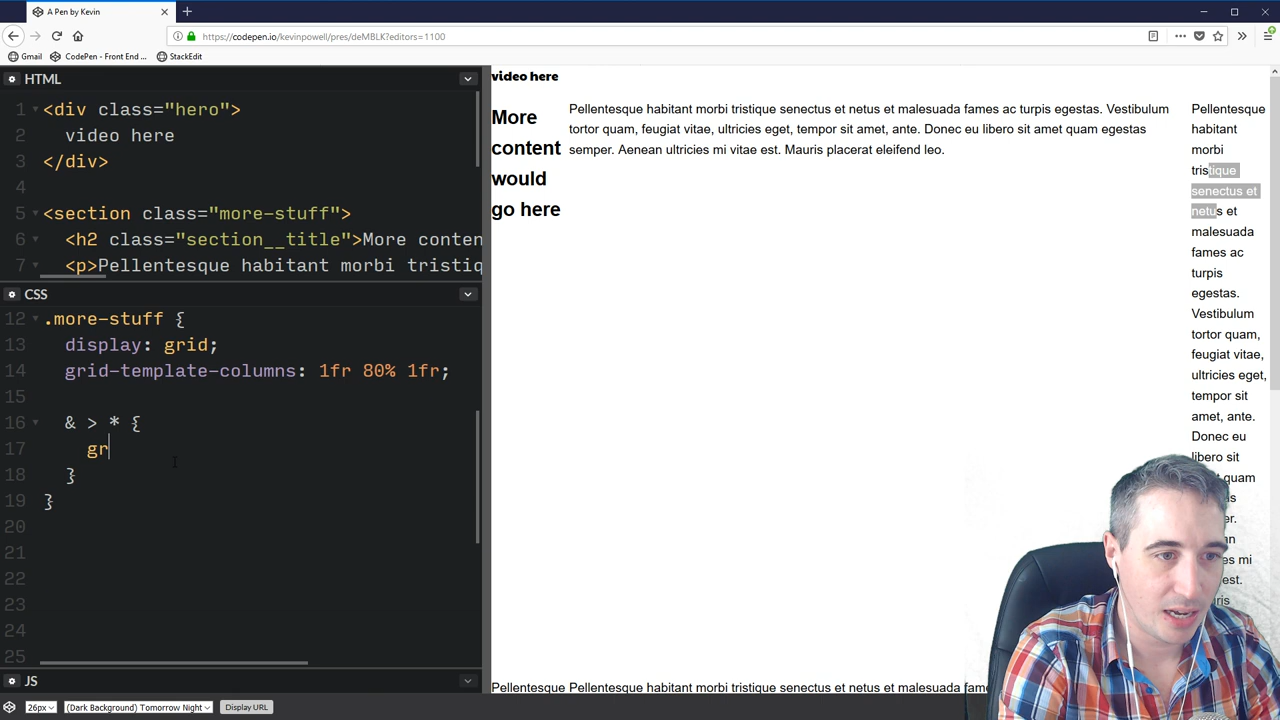 A Pen by Kevin
https://codepen.io/kevinpowell/pres/deMBLK?editors=1100
Gmail
CodePen - Front End ...
StackEdit
HTML
1 <div class="hero">
2 video here
3 </div>
4
5 <section class="more-stuff">
6 <h2 class="section__title">More conten
7 <p>Pellentesque habitant morbi tristiq
CSS
12 .more-stuff {
13 display: grid;
14 grid-template-columns: 1fr 80% 1fr;
15
16 & > * {
17 gr
18 }
19 }
20
21
22
23
24
25
JS
26px
(Dark Background) Tomorrow Night
Display URL
video here
More
content
would
go here
Pellentesque habitant morbi tristique senectus et netus et malesuada fames ac turpis egestas. Vestibulum
tortor quam, feugiat vitae, ultricies eget, tempor sit amet, ante. Donec eu libero sit amet quam egestas
semper. Aenean ultricies mi vitae est. Mauris placerat eleifend leo.
Pellentesque
habitant
morbi
tristique
senectus et
netus et
malesuada
fames ac
turpis
egestas.
Vestibulum
tortor quam,
feugiat vitae,
ultricies eget,
tempor sit
amet, ante.
Donec eu
libero sit
quam
es mi
est.
Pellentesque Pellentesque habitant morbi tristique senectus et netus et malesuada fam